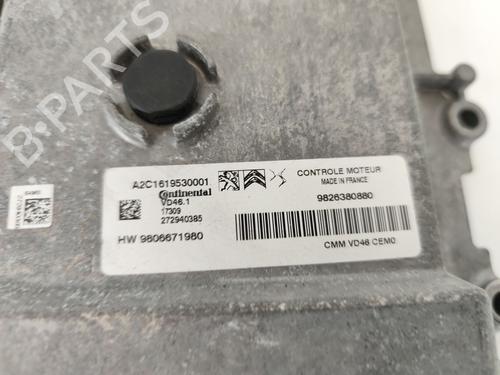 B-PARTS
A2C1619530001
Continental
VD46.1
17309
272940385
HW 9806671980
CONTROLE MOTEUR
MADE IN FRANCE
9826380880
CMM VD46 CEM0